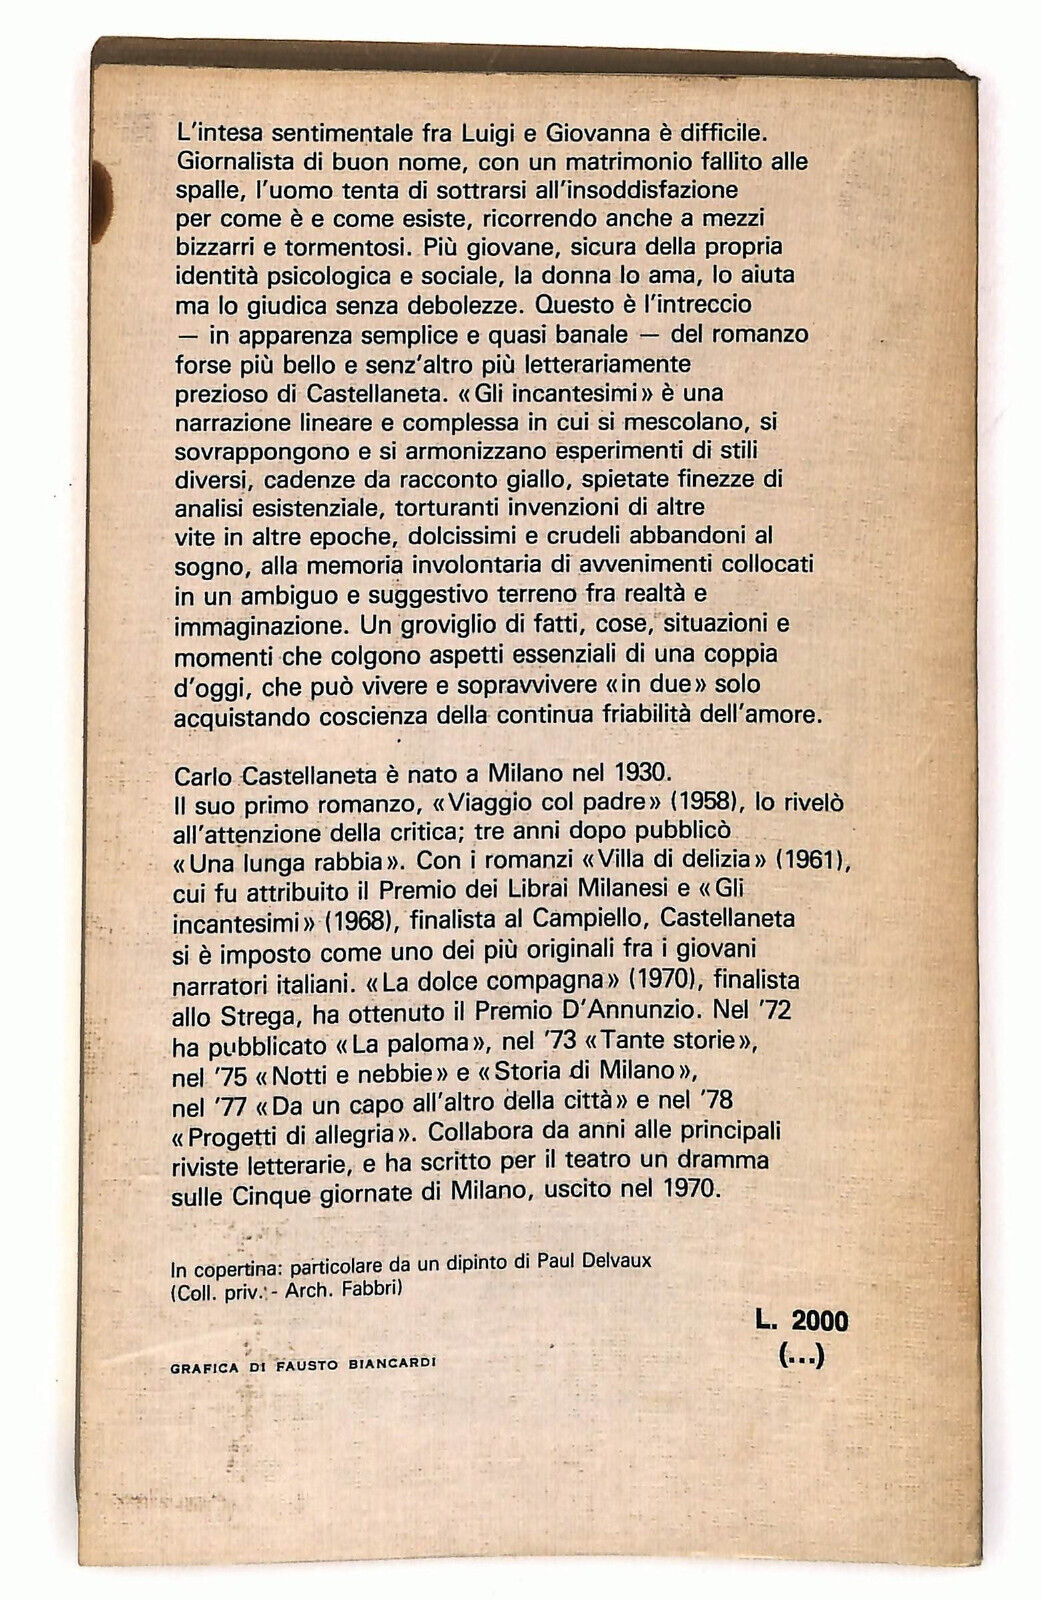 L'intesa sentimentale fra Luigi e Giovanna è difficile.
Giornalista di buon nome, con un matrimonio fallito alle
spalle, l'uomo tenta di sottrarsi all'insoddisfazione
per come è e come esiste, ricorrendo anche a mezzi
bizzarri e tormentosi. Più giovane, sicura della propria
identità psicologica e sociale, la donna lo ama, lo aiuta
ma lo giudica senza debolezze. Questo è l'intreccio
— in apparenza semplice e quasi banale — del romanzo
forse più bello e senz'altro più letterariamente
prezioso di Castellaneta. «Gli incantesimi» è una
narrazione lineare e complessa in cui si mescolano, si
sovrappongono e si armonizzano esperimenti di stili
diversi, cadenze da racconto giallo, spietate finezze di
analisi esistenziale, torturanti invenzioni di altre
vite in altre epoche, dolcissimi e crudeli abbandoni al
sogno, alla memoria involontaria di avvenimenti collocati
in un ambiguo e suggestivo terreno fra realtà e
immaginazione. Un groviglio di fatti, cose, situazioni e
momenti che colgono aspetti essenziali di una coppia
d'oggi, che può vivere e sopravvivere «in due» solo
acquistando coscienza della continua friabilità dell'amore.
Carlo Castellaneta è nato a Milano nel 1930.
Il suo primo romanzo, «Viaggio col padre» (1958), lo rivelò
all'attenzione della critica; tre anni dopo pubblicò
«Una lunga rabbia». Con i romanzi «Villa di delizia» (1961),
cui fu attribuito il Premio dei Librai Milanesi e «Gli
incantesimi» (1968), finalista al Campiello, Castellaneta
si è imposto come uno dei più originali fra i giovani
narratori italiani. «La dolce compagna» (1970), finalista
allo Strega, ha ottenuto il Premio D'Annunzio. Nel '72
ha pubblicato «La paloma», nel '73 «Tante storie»,
nel '75 «Notti e nebbie» e «Storia di Milano»,
nel '77 «Da un capo all'altro della città» e nel '78
«Progetti di allegria». Collabora da anni alle principali
riviste letterarie, e ha scritto per il teatro un dramma
sulle Cinque giornate di Milano, uscito nel 1970.
In copertina: particolare da un dipinto di Paul Delvaux
(Coll. priv. - Arch. Fabbri)
L. 2000
(...)
GRAFICA DI FAUSTO BIANCARDI